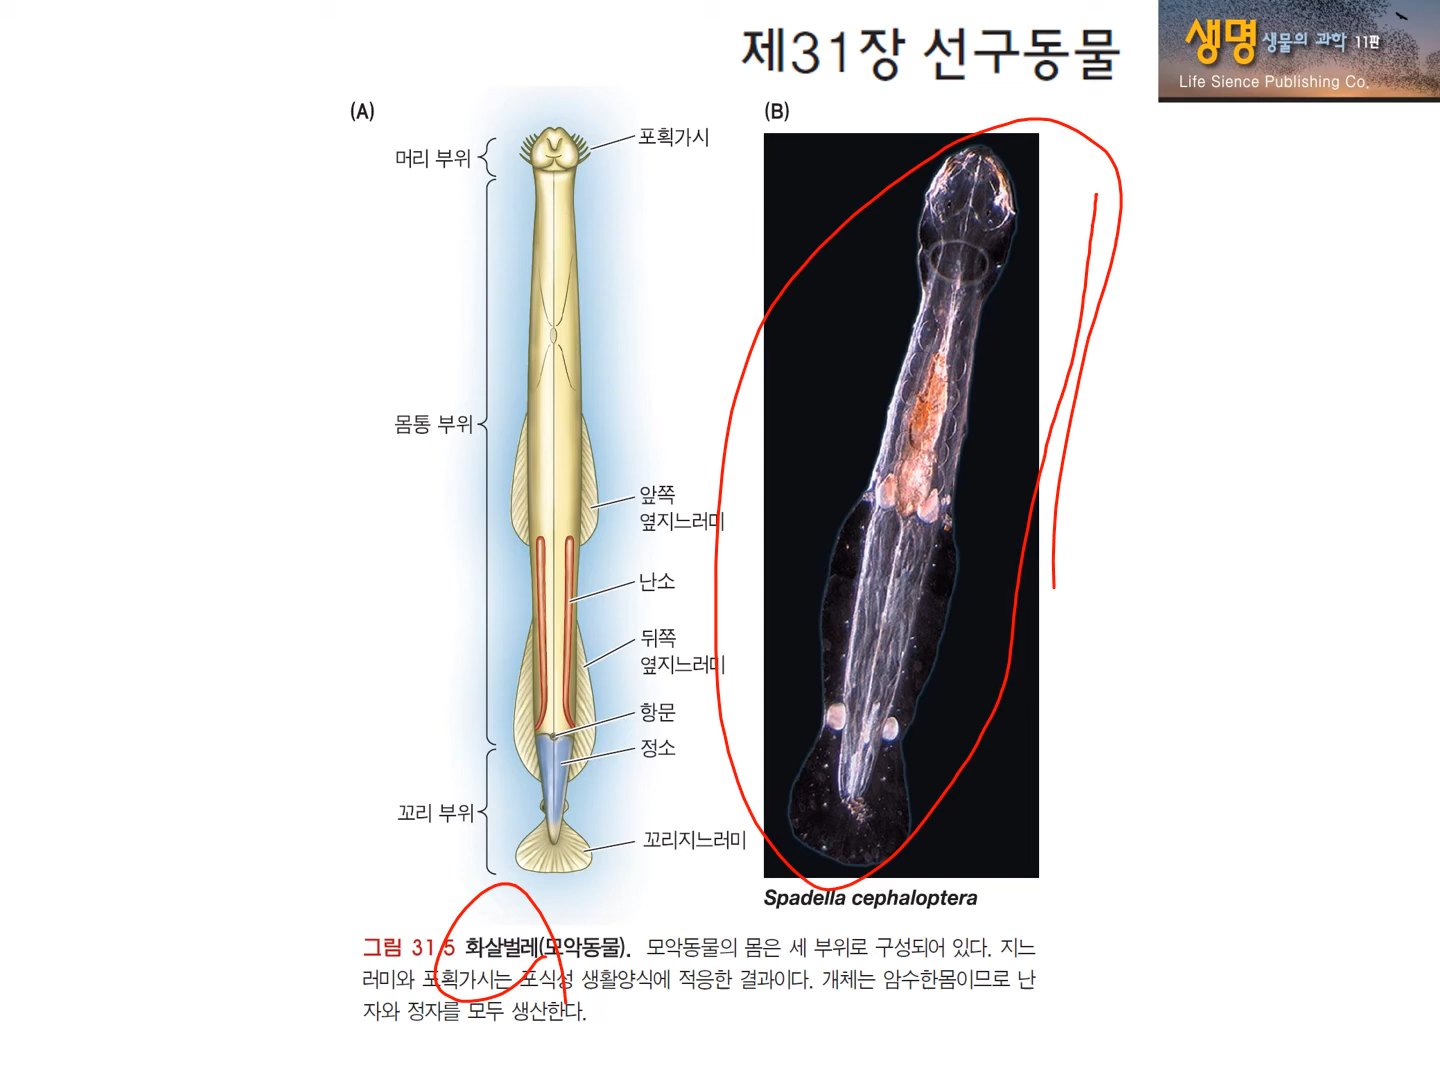 제31장 선구동물
생명 생물의 과학 11판
Life Sience Publishing Co.
(A)
(B)
머리 부위
포획가시
몸통 부위
앞쪽
옆지느러미
난소
뒤쪽
옆지느러미
항문
정소
꼬리 부위
꼬리지느러미
Spadella cephaloptera
그림 31.5 화살벌레(모악동물). 모악동물의 몸은 세 부위로 구성되어 있다. 지느
러미와 포획가시는 포식성 생활양식에 적응한 결과이다. 개체는 암수한몸이므로 난
자와 정자를 모두 생산한다.